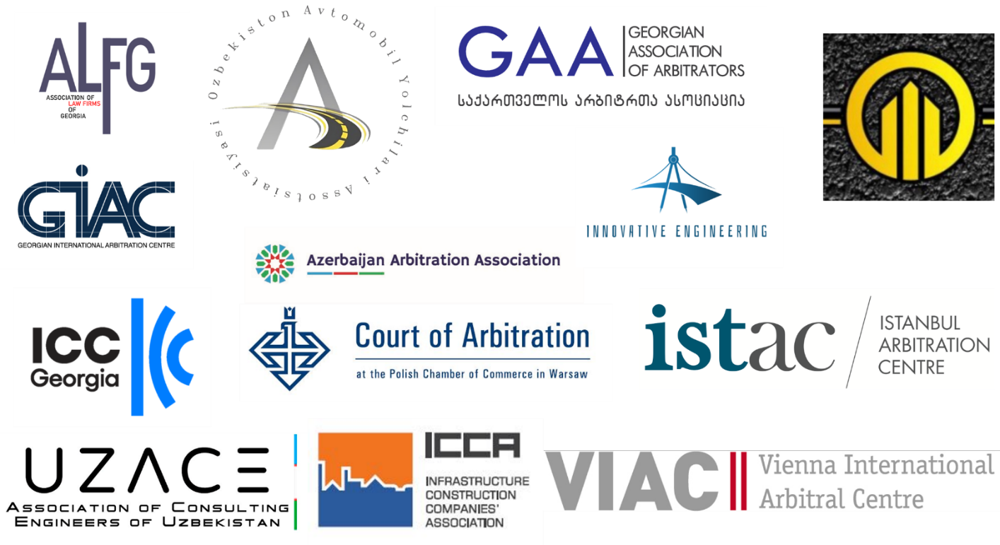 ALFG
ASSOCIATION OF
LAW FIRMS
OF
GEORGIA
Ozbekiston Avtomobil Yolchilari Assotsiatsiyasi
A
GAA
GEORGIAN
ASSOCIATION
OF ARBITRATORS
ᲡᲐᲥᲐᲠᲗᲕᲔᲚᲝᲡ ᲐᲠᲑᲘᲢᲠᲗᲐ ᲐᲡᲝᲪᲘᲐᲪᲘᲐ
GIAC
GEORGIAN INTERNATIONAL ARBITRATION CENTRE
INNOVATIVE ENGINEERING
Azerbaijan Arbitration Association
ICC
Georgia
Court of Arbitration
at the Polish Chamber of Commerce in Warsaw
istac
ISTANBUL
ARBITRATION
CENTRE
UZACE
ASSOCIATION OF CONSULTING
ENGINEERS OF UZBEKISTAN
ICCA
INFRASTRUCTURE
CONSTRUCTION
COMPANIES'
ASSOCIATION
VIAC
Vienna International
Arbitral Centre